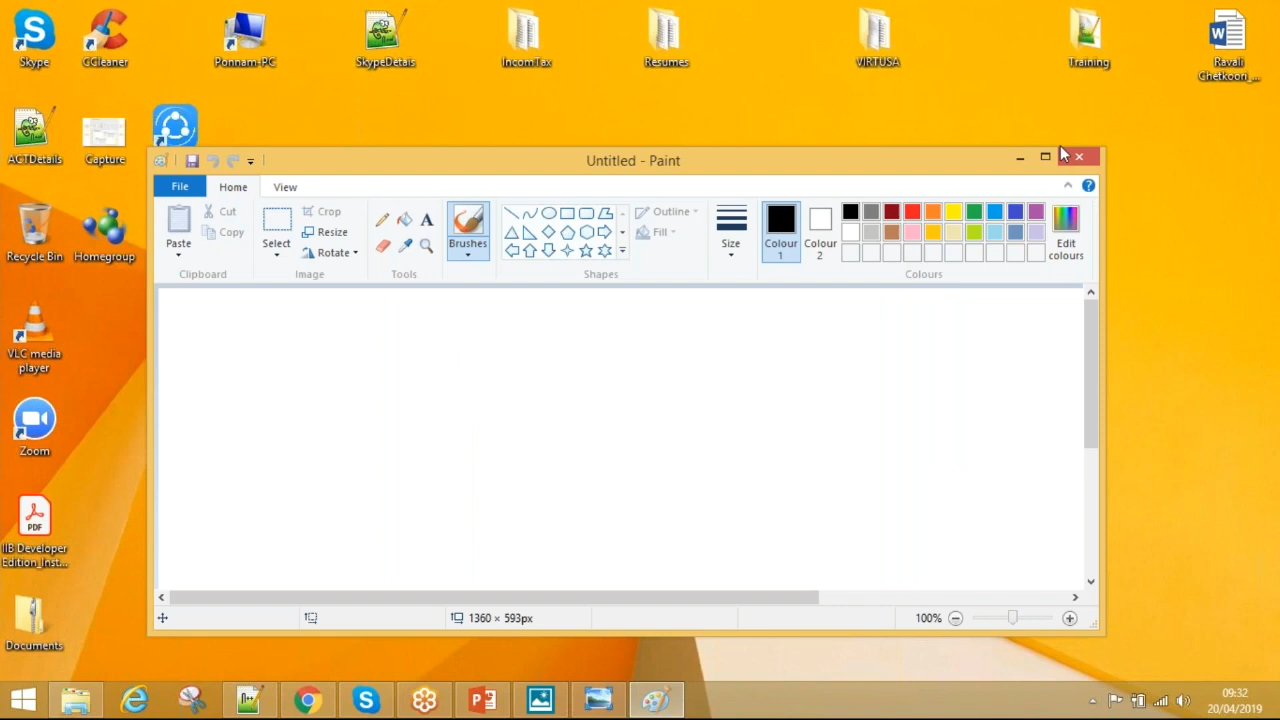 Skype
CCleaner
Ponnam-PC
SkypeDetais
IncomTax
Resumes
VIRTUSA
Training
Ravali
Chetkoori_...
ACTDetails
Capture
Recycle Bin
Homegroup
VLC media
player
Zoom
PDF
IIB Developer
Edition_Inst...
Documents
Untitled - Paint
File
Home
View
Paste
Cut
Copy
Clipboard
Select
Crop
Resize
Rotate
Image
A
Tools
Brushes
Outline
Fill
Shapes
Size
Colour
1
Colour
2
Edit
colours
Colours
1360 × 593px
100%
09:32
20/04/2019